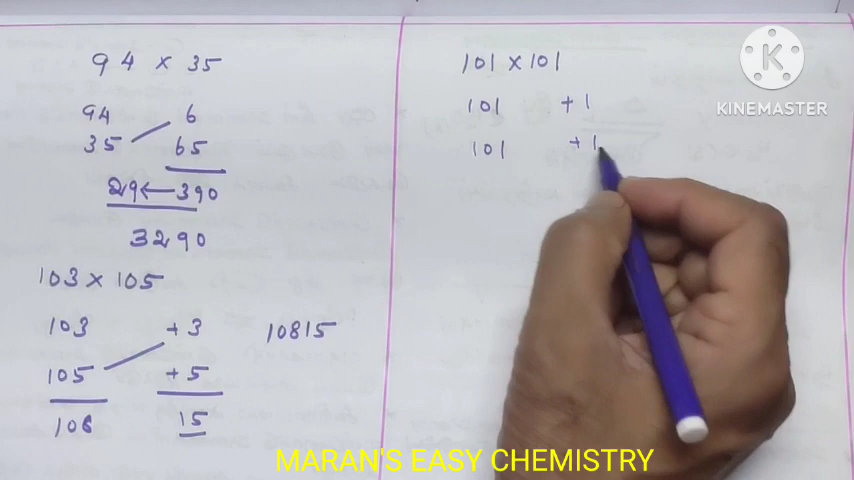 94 × 35
94 6
35 65
29 ← 390
3290
103 × 105
103 +3 10815
105 +5
108 15
101 × 101
101 +1
101 +1
KINEMASTER
MARAN'S EASY CHEMISTRY